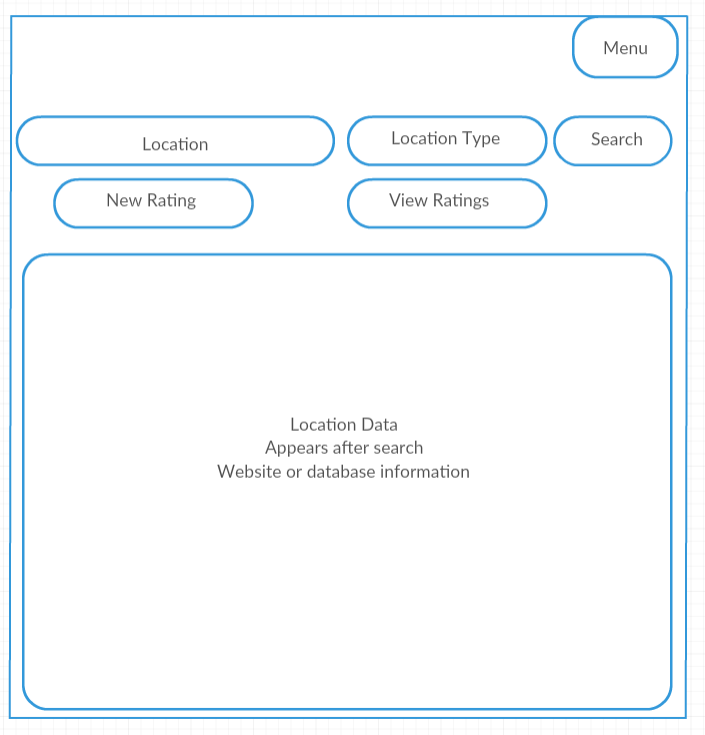 Menu
Location
Location Type
Search
New Rating
View Ratings
Location Data
Appears after search
Website or database information